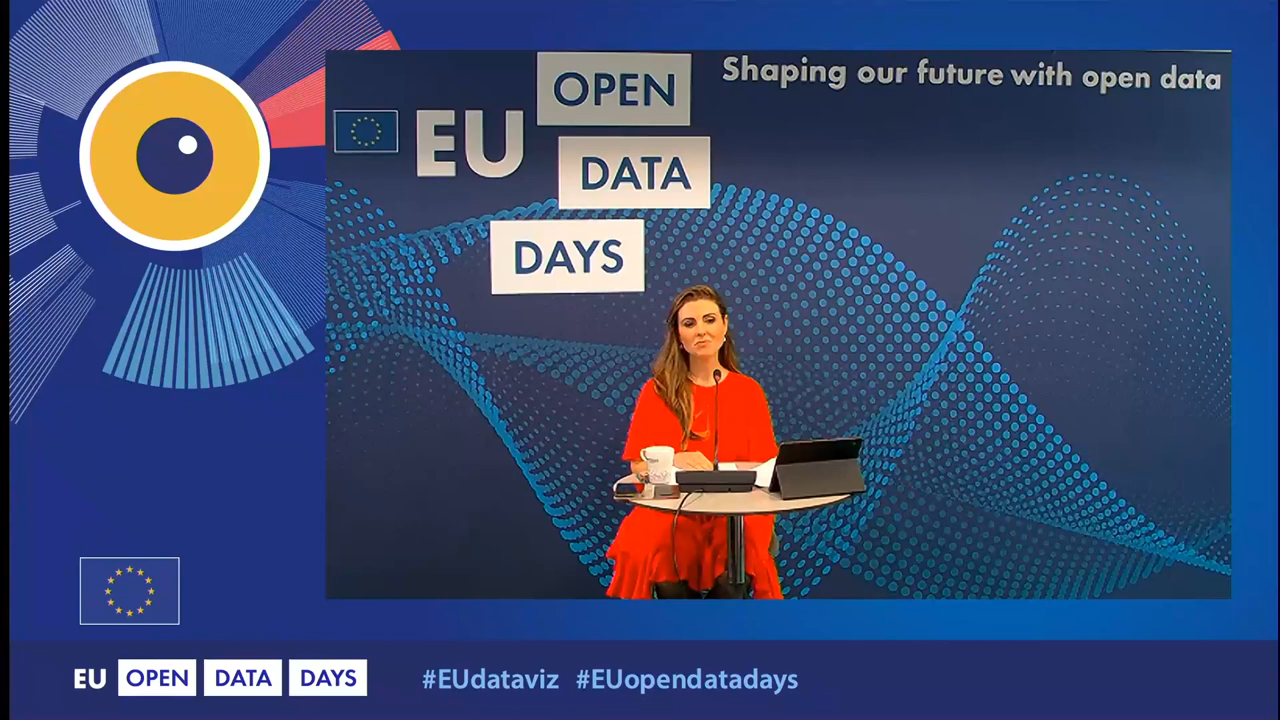 Shaping our future with open data
EU
OPEN
DATA
DAYS
EU OPEN DATA DAYS
#EUdataviz #EUopendatadays